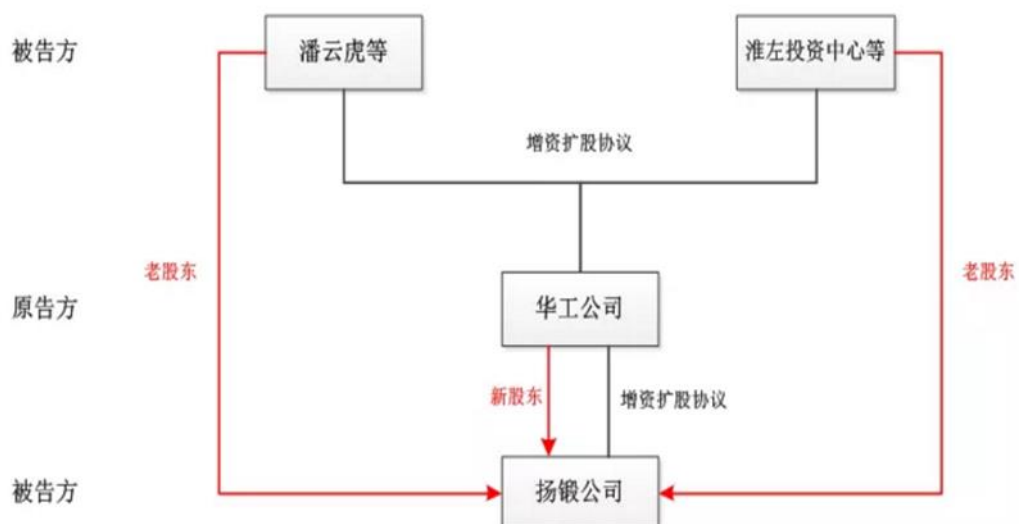 被告方
潘云虎等
淮左投资中心等
增资扩股协议
老股东
老股东
原告方
华工公司
新股东
增资扩股协议
被告方
扬锻公司